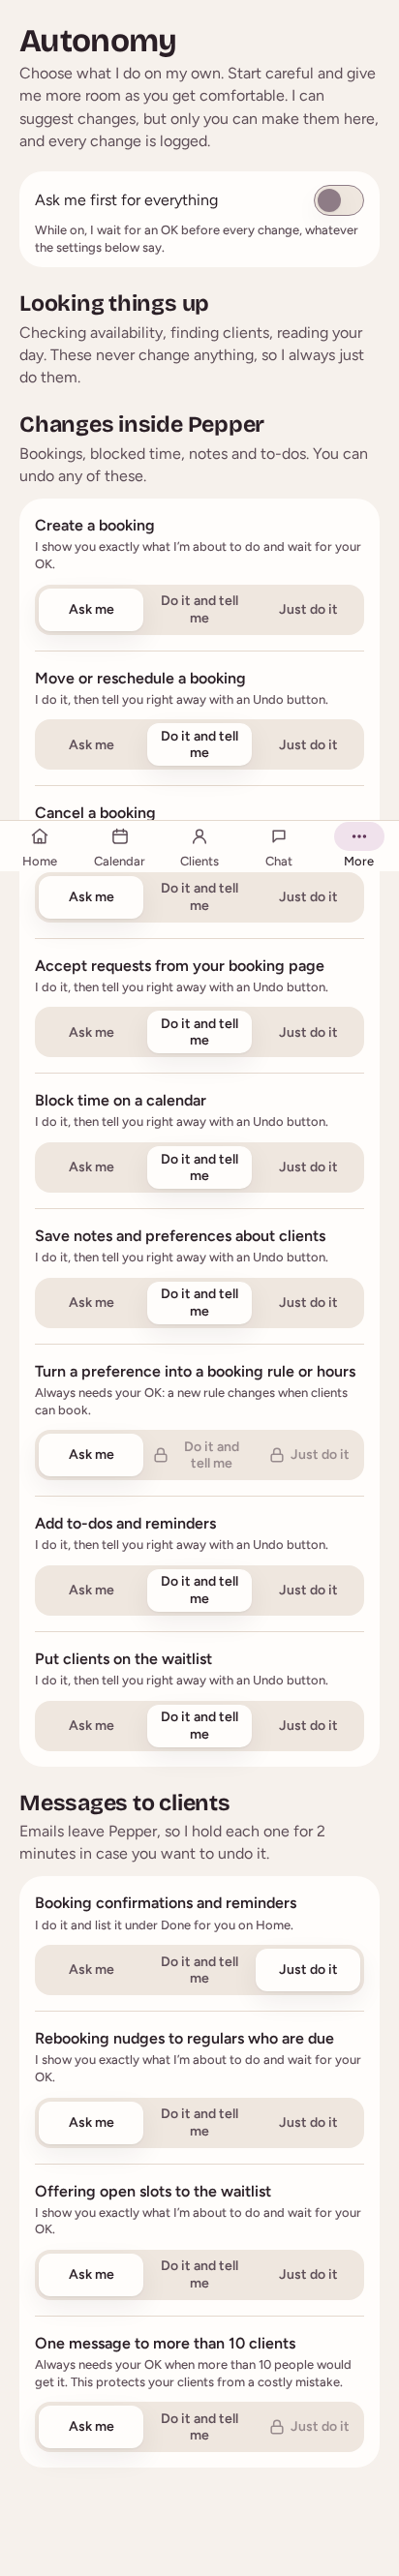 Autonomy
Choose what I do on my own. Start careful and give
me more room as you get comfortable. I can
suggest changes, but only you can make them here,
and every change is logged.
Ask me first for everything
While on, I wait for an OK before every change, whatever
the settings below say.
Looking things up
Checking availability, finding clients, reading your
day. These never change anything, so I always just
do them.
Changes inside Pepper
Bookings, blocked time, notes and to-dos. You can
undo any of these.
Create a booking
I show you exactly what I'm about to do and wait for your
OK.
Ask me
Do it and tell
me
Just do it
Move or reschedule a booking
I do it, then tell you right away with an Undo button.
Ask me
Do it and tell
me
Just do it
Cancel a booking
Home
Calendar
Clients
Chat
More
Ask me
Do it and tell
me
Just do it
Accept requests from your booking page
I do it, then tell you right away with an Undo button.
Ask me
Do it and tell
me
Just do it
Block time on a calendar
I do it, then tell you right away with an Undo button.
Ask me
Do it and tell
me
Just do it
Save notes and preferences about clients
I do it, then tell you right away with an Undo button.
Ask me
Do it and tell
me
Just do it
Turn a preference into a booking rule or hours
Always needs your OK: a new rule changes when clients
can book.
Ask me
Do it and
tell me
Just do it
Add to-dos and reminders
I do it, then tell you right away with an Undo button.
Ask me
Do it and tell
me
Just do it
Put clients on the waitlist
I do it, then tell you right away with an Undo button.
Ask me
Do it and tell
me
Just do it
Messages to clients
Emails leave Pepper, so I hold each one for 2
minutes in case you want to undo it.
Booking confirmations and reminders
I do it and list it under Done for you on Home.
Ask me
Do it and tell
me
Just do it
Rebooking nudges to regulars who are due
I show you exactly what I'm about to do and wait for your
OK.
Ask me
Do it and tell
me
Just do it
Offering open slots to the waitlist
I show you exactly what I'm about to do and wait for your
OK.
Ask me
Do it and tell
me
Just do it
One message to more than 10 clients
Always needs your OK when more than 10 people would
get it. This protects your clients from a costly mistake.
Ask me
Do it and tell
me
Just do it